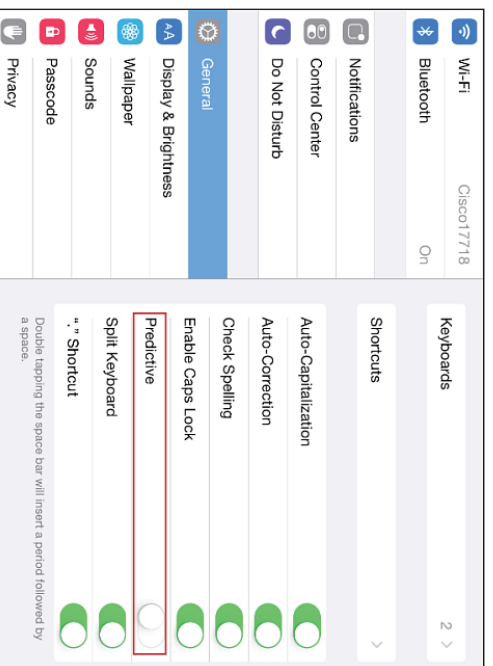 Wi-Fi Cisco17718
Bluetooth On
Notifications
Control Center
Do Not Disturb
General
AA Display & Brightness
Wallpaper
Sounds
Passcode
Privacy
Keyboards 2
Shortcuts
Auto-Capitalization
Auto-Correction
Check Spelling
Enable Caps Lock
Predictive
Split Keyboard
“.” Shortcut
Double tapping the space bar will insert a period followed by
a space.